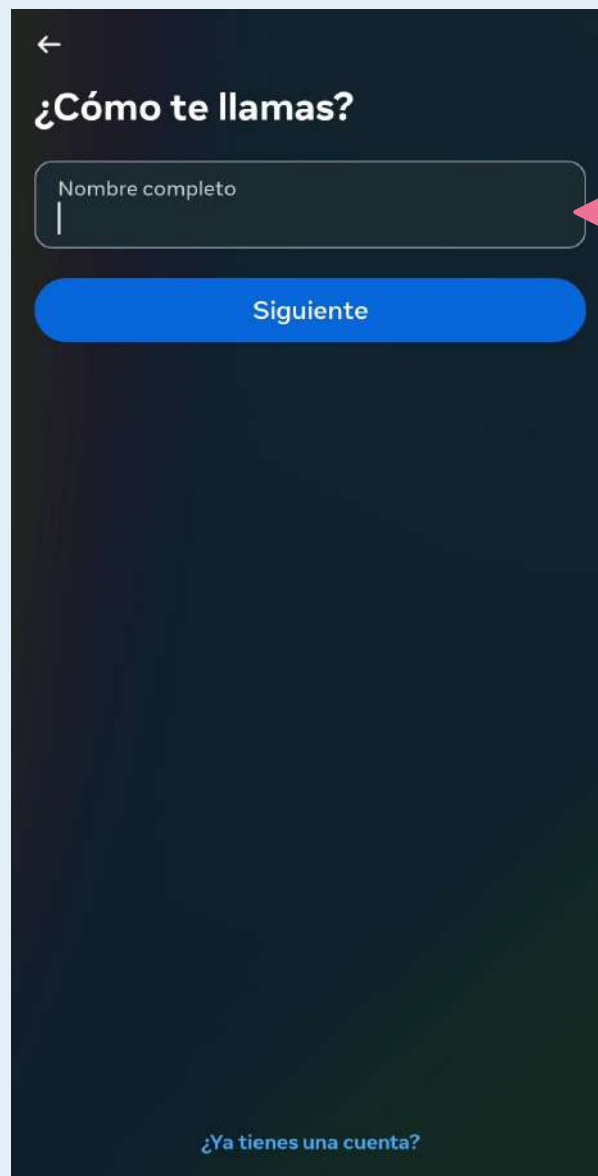 ¿Cómo te llamas?
Nombre completo
Siguiente
¿Ya tienes una cuenta?